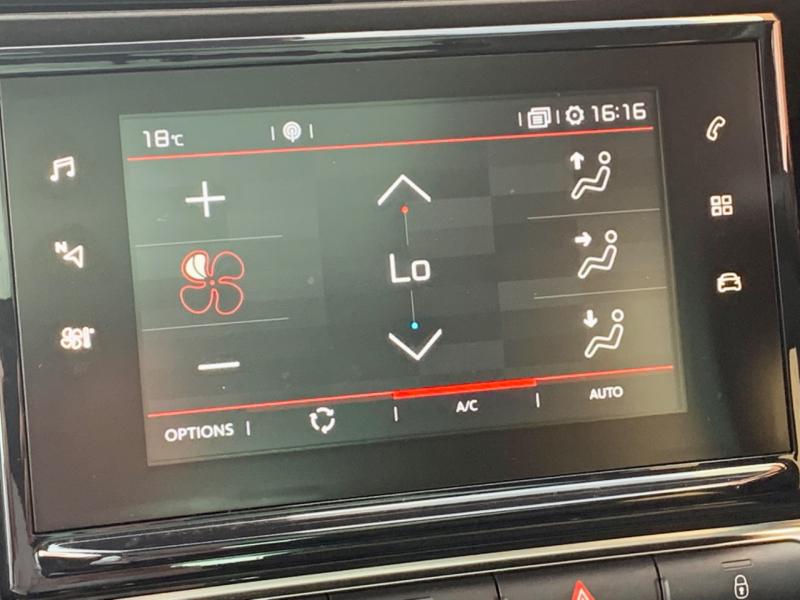 18°C
16:16
N
Lo
OPTIONS
A/C
AUTO